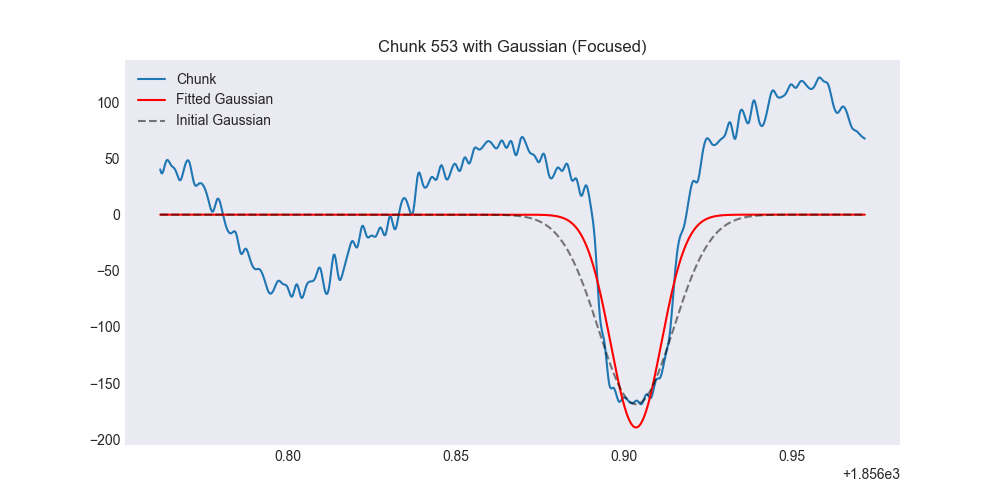 Chunk 553 with Gaussian (Focused)
Chunk
Fitted Gaussian
Initial Gaussian
100
50
0
−50
−100
−150
−200
0.80 0.85 0.90 0.95
+1.856e3